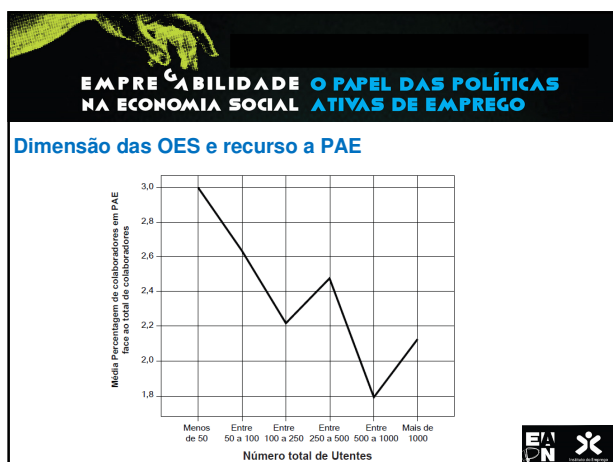 EMPREGABILIDADE O PAPEL DAS POLÍTICAS
NA ECONOMIA SOCIAL ATIVAS DE EMPREGO
Dimensão das OES e recurso a PAE
Média Percentagem de colaboradores em PAE
face ao total de colaboradores
3,0
2,8
2,6
2,4
2,2
2,0
1,8
Menos
de 50
Entre
50 a 100
Entre
100 a 250
Entre
250 a 500
Entre
500 a 1000
Mais de
1000
Número total de Utentes
EAPN